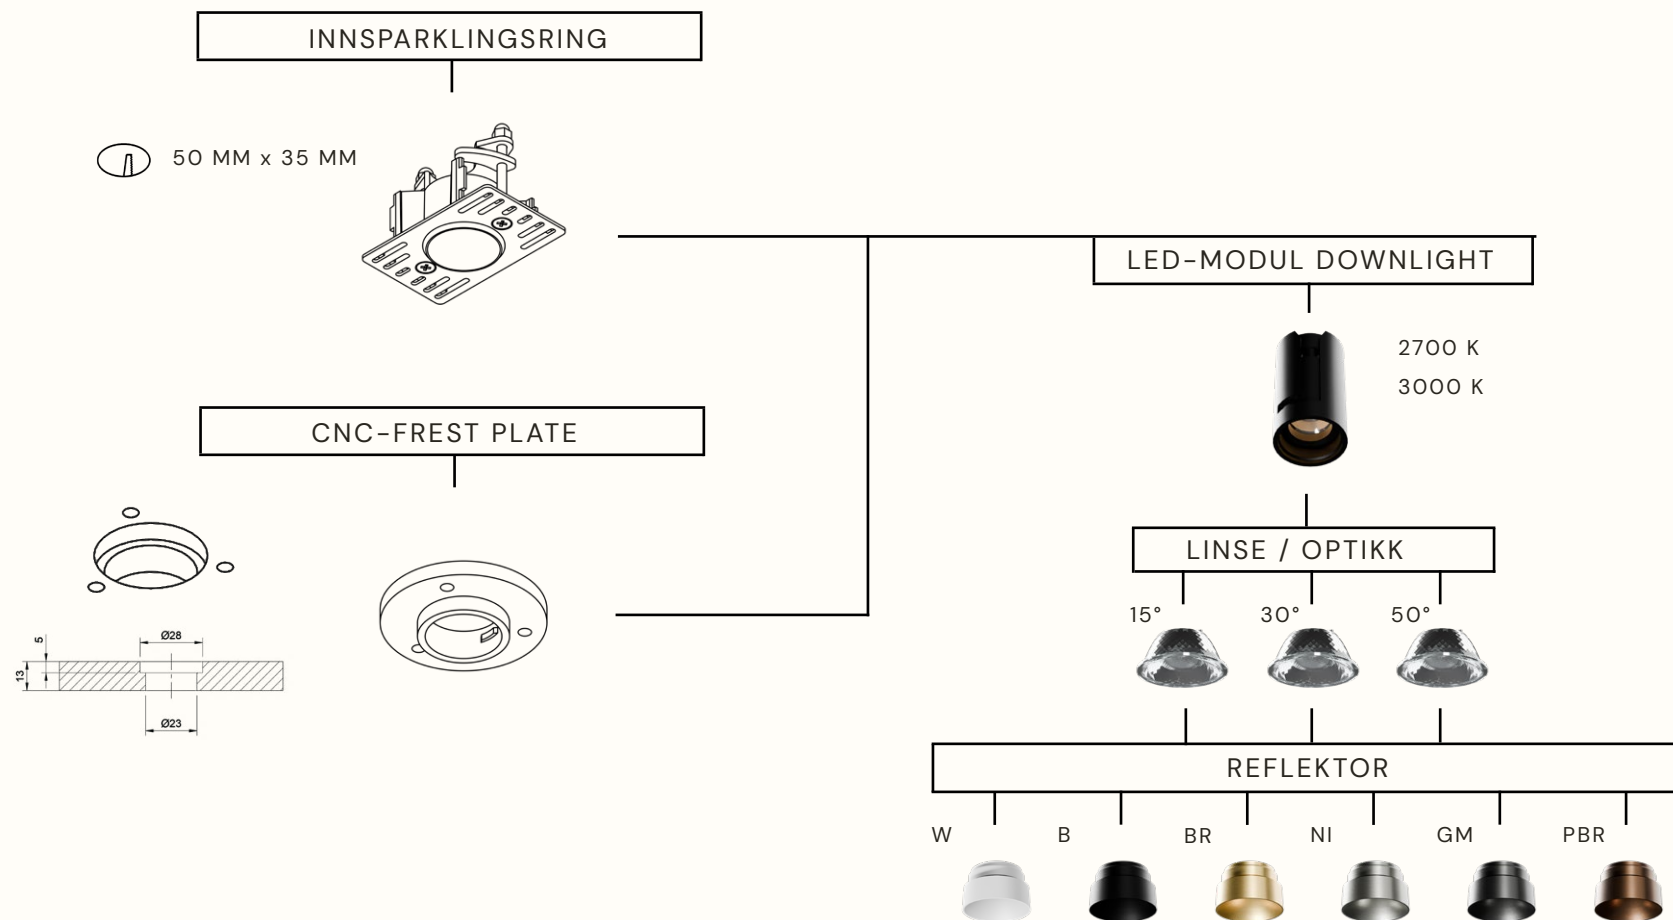 INNSPARKLINGSRING
50 MM x 35 MM
LED-MODUL DOWNLIGHT
2700 K
3000 K
CNC-FREST PLATE
LINSE / OPTIKK
15° 30° 50°
5
13
Ø28
Ø23
REFLEKTOR
W B BR NI GM PBR